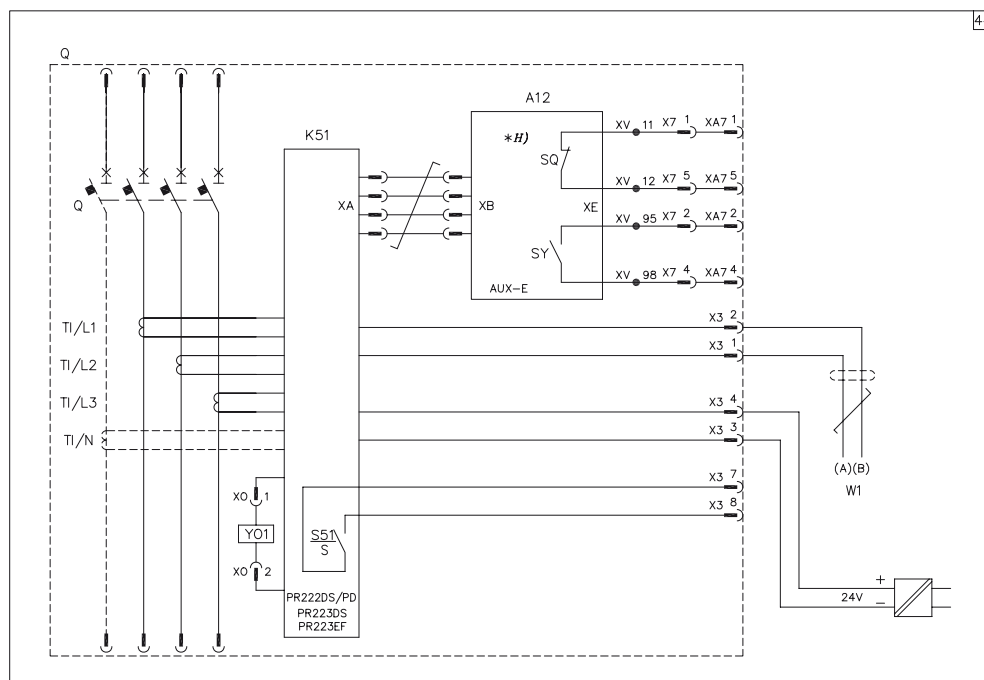 4
Q
A12
K51
*H)
XV 11 X7 1 XA7 1
SQ
XV 12 X7 5 XA7 5
XA
XB
XE
Q
XV 95 X7 2 XA7 2
SY
XV 98 X7 4 XA7 4
AUX-E
TI/L1
X3 2
TI/L2
X3 1
TI/L3
X3 4
TI/N
X3 3
(A)(B)
W1
X3 7
X0 1
X3 8
Y01
S51
S
X0 2
PR222DS/PD
PR223DS
PR223EF
+
24V
−